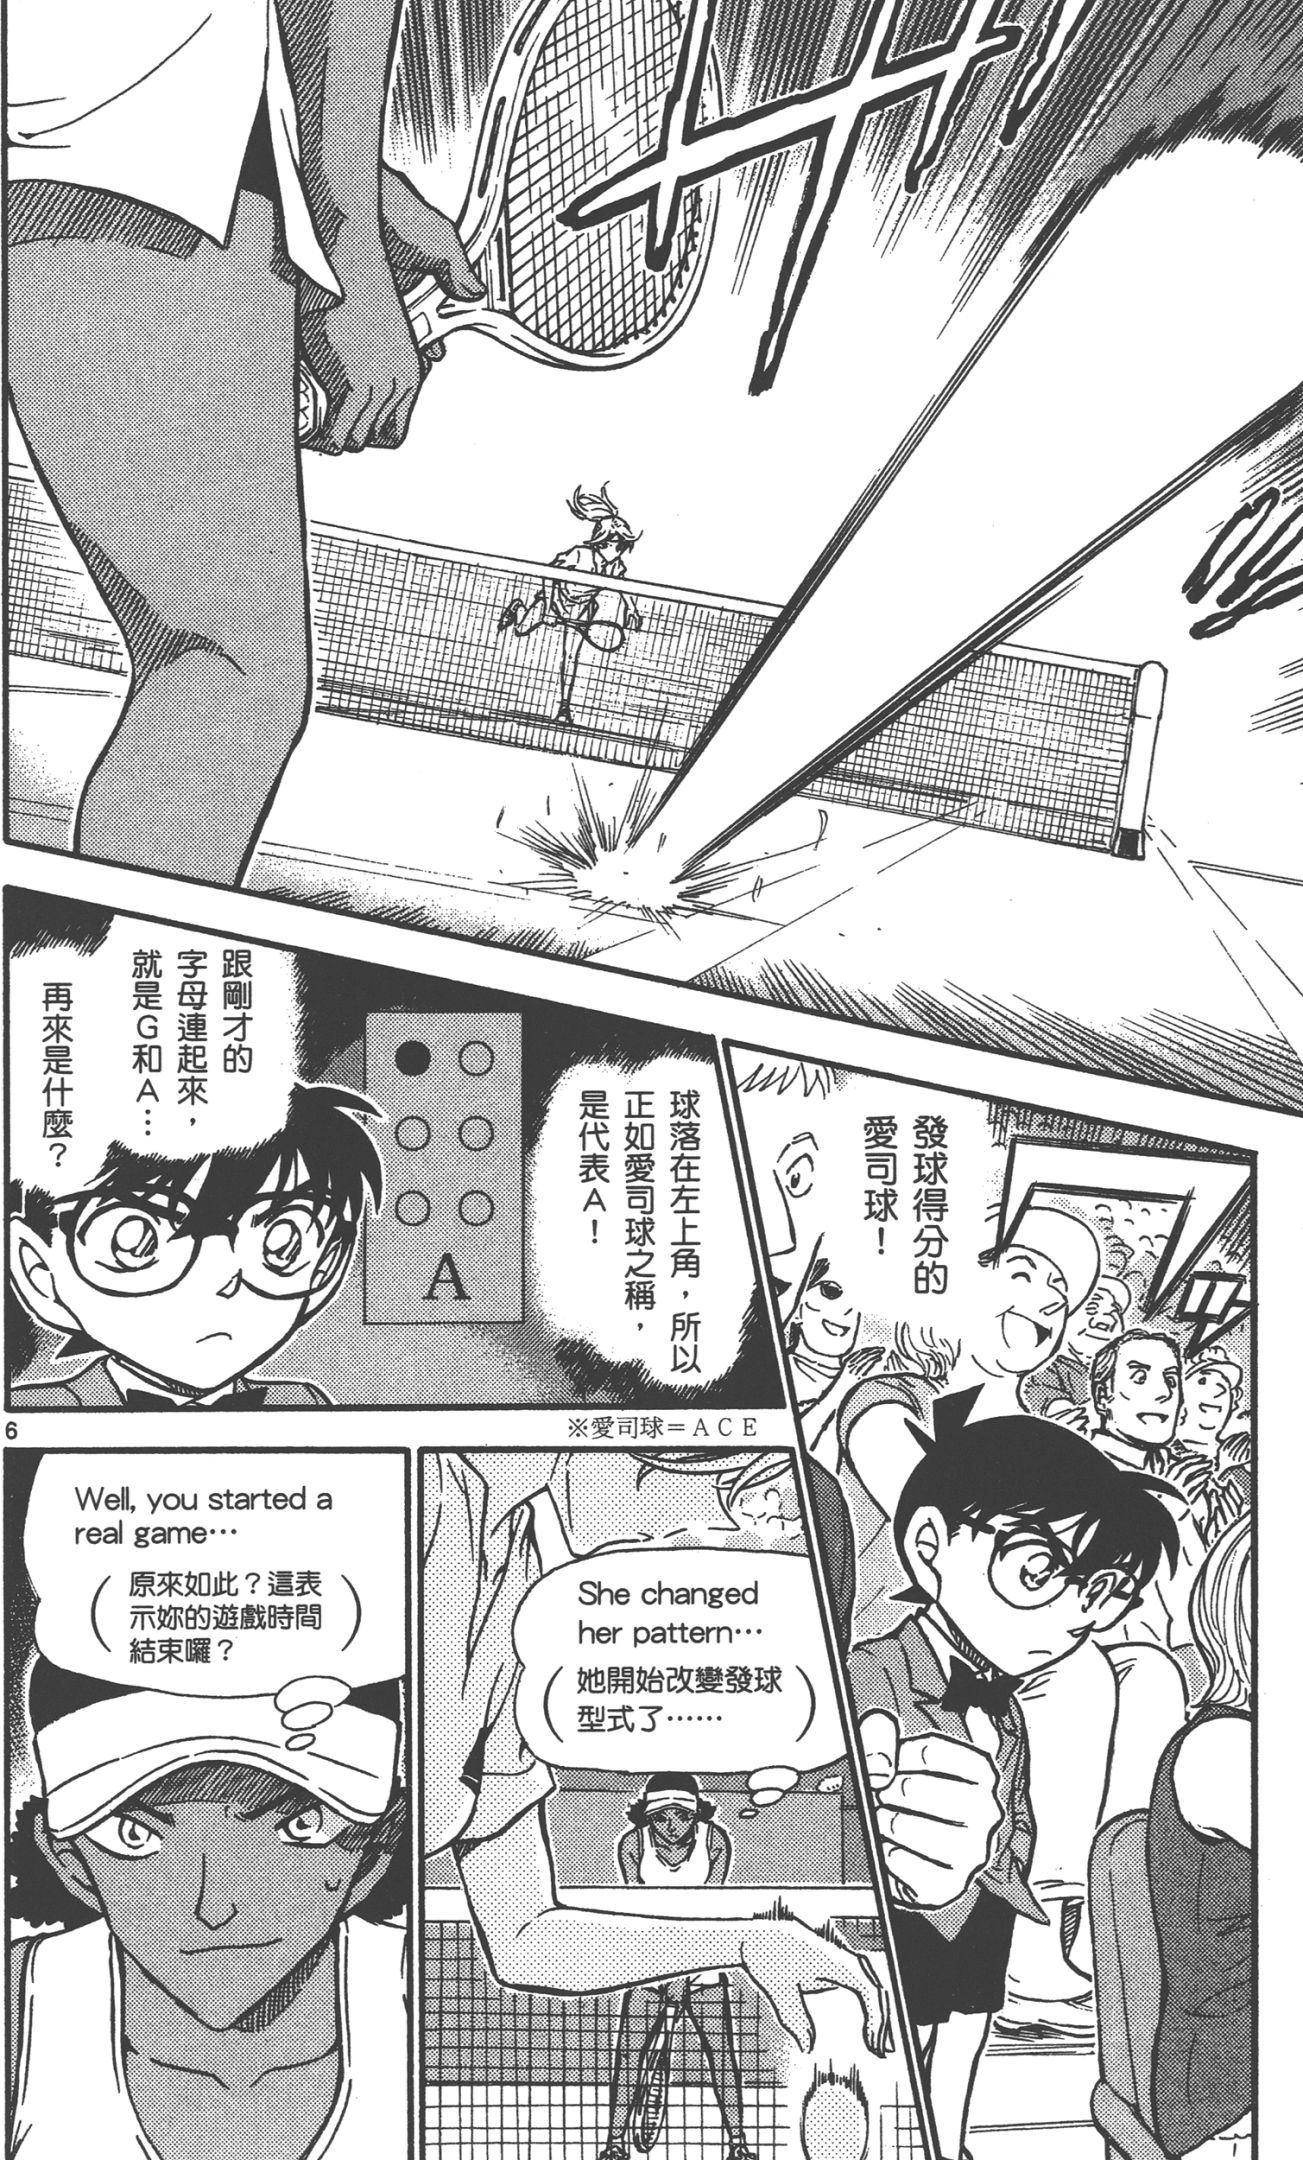 發球得分的
愛司球！
球落在左上角，所以
正如愛司球之稱，
是代表A！
A
跟剛才的
字母連起來，
就是G和A…
再來是什麼？
※愛司球＝ACE
6
She changed
her pattern…
（她開始改變發球
型式了……）
Well, you started a
real game…
（原來如此？這表
示妳的遊戲時間
結束囉？）